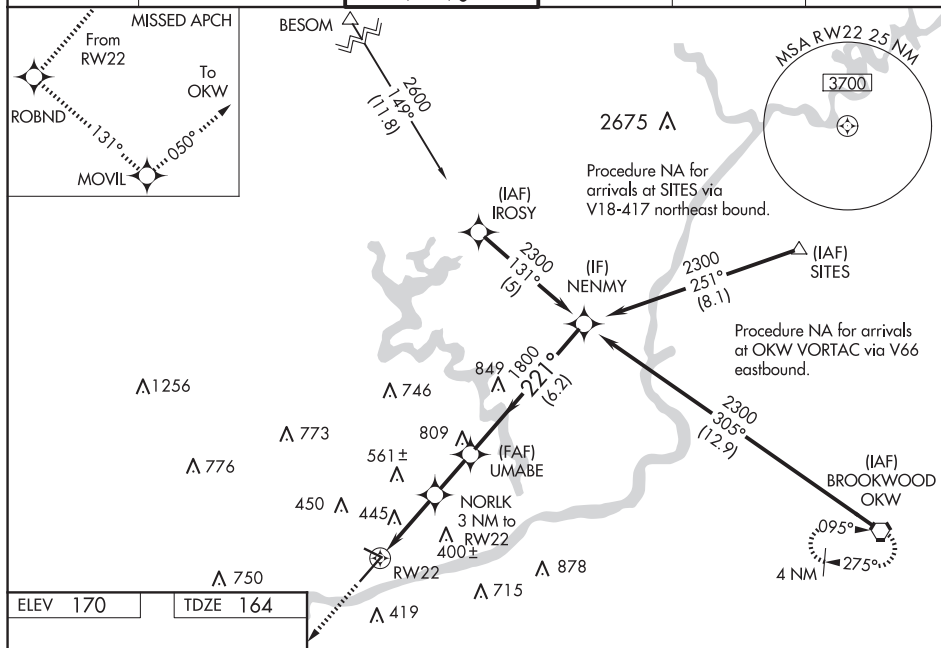 MISSED APCH
From
RW22
To
OKW
ROBND
131°
050°
MOVIL
BESOM
2600
149°
(11.8)
2675
MSA RW22 25 NM
3700
Procedure NA for
arrivals at SITES via
V18-417 northeast bound.
(IAF)
IROSY
2300
131°
(5)
(IF)
NENMY
2300
251°
(8.1)
(IAF)
SITES
Procedure NA for arrivals
at OKW VORTAC via V66
eastbound.
1256
746
849
1800
221°
(6.2)
2300
305°
(12.9)
773
809
(FAF)
UMABE
776
561±
(IAF)
BROOKWOOD
OKW
450
445
NORLK
3 NM to
RW22
400±
095°
275°
4 NM
RW22
750
878
715
419
ELEV 170
TDZE 164